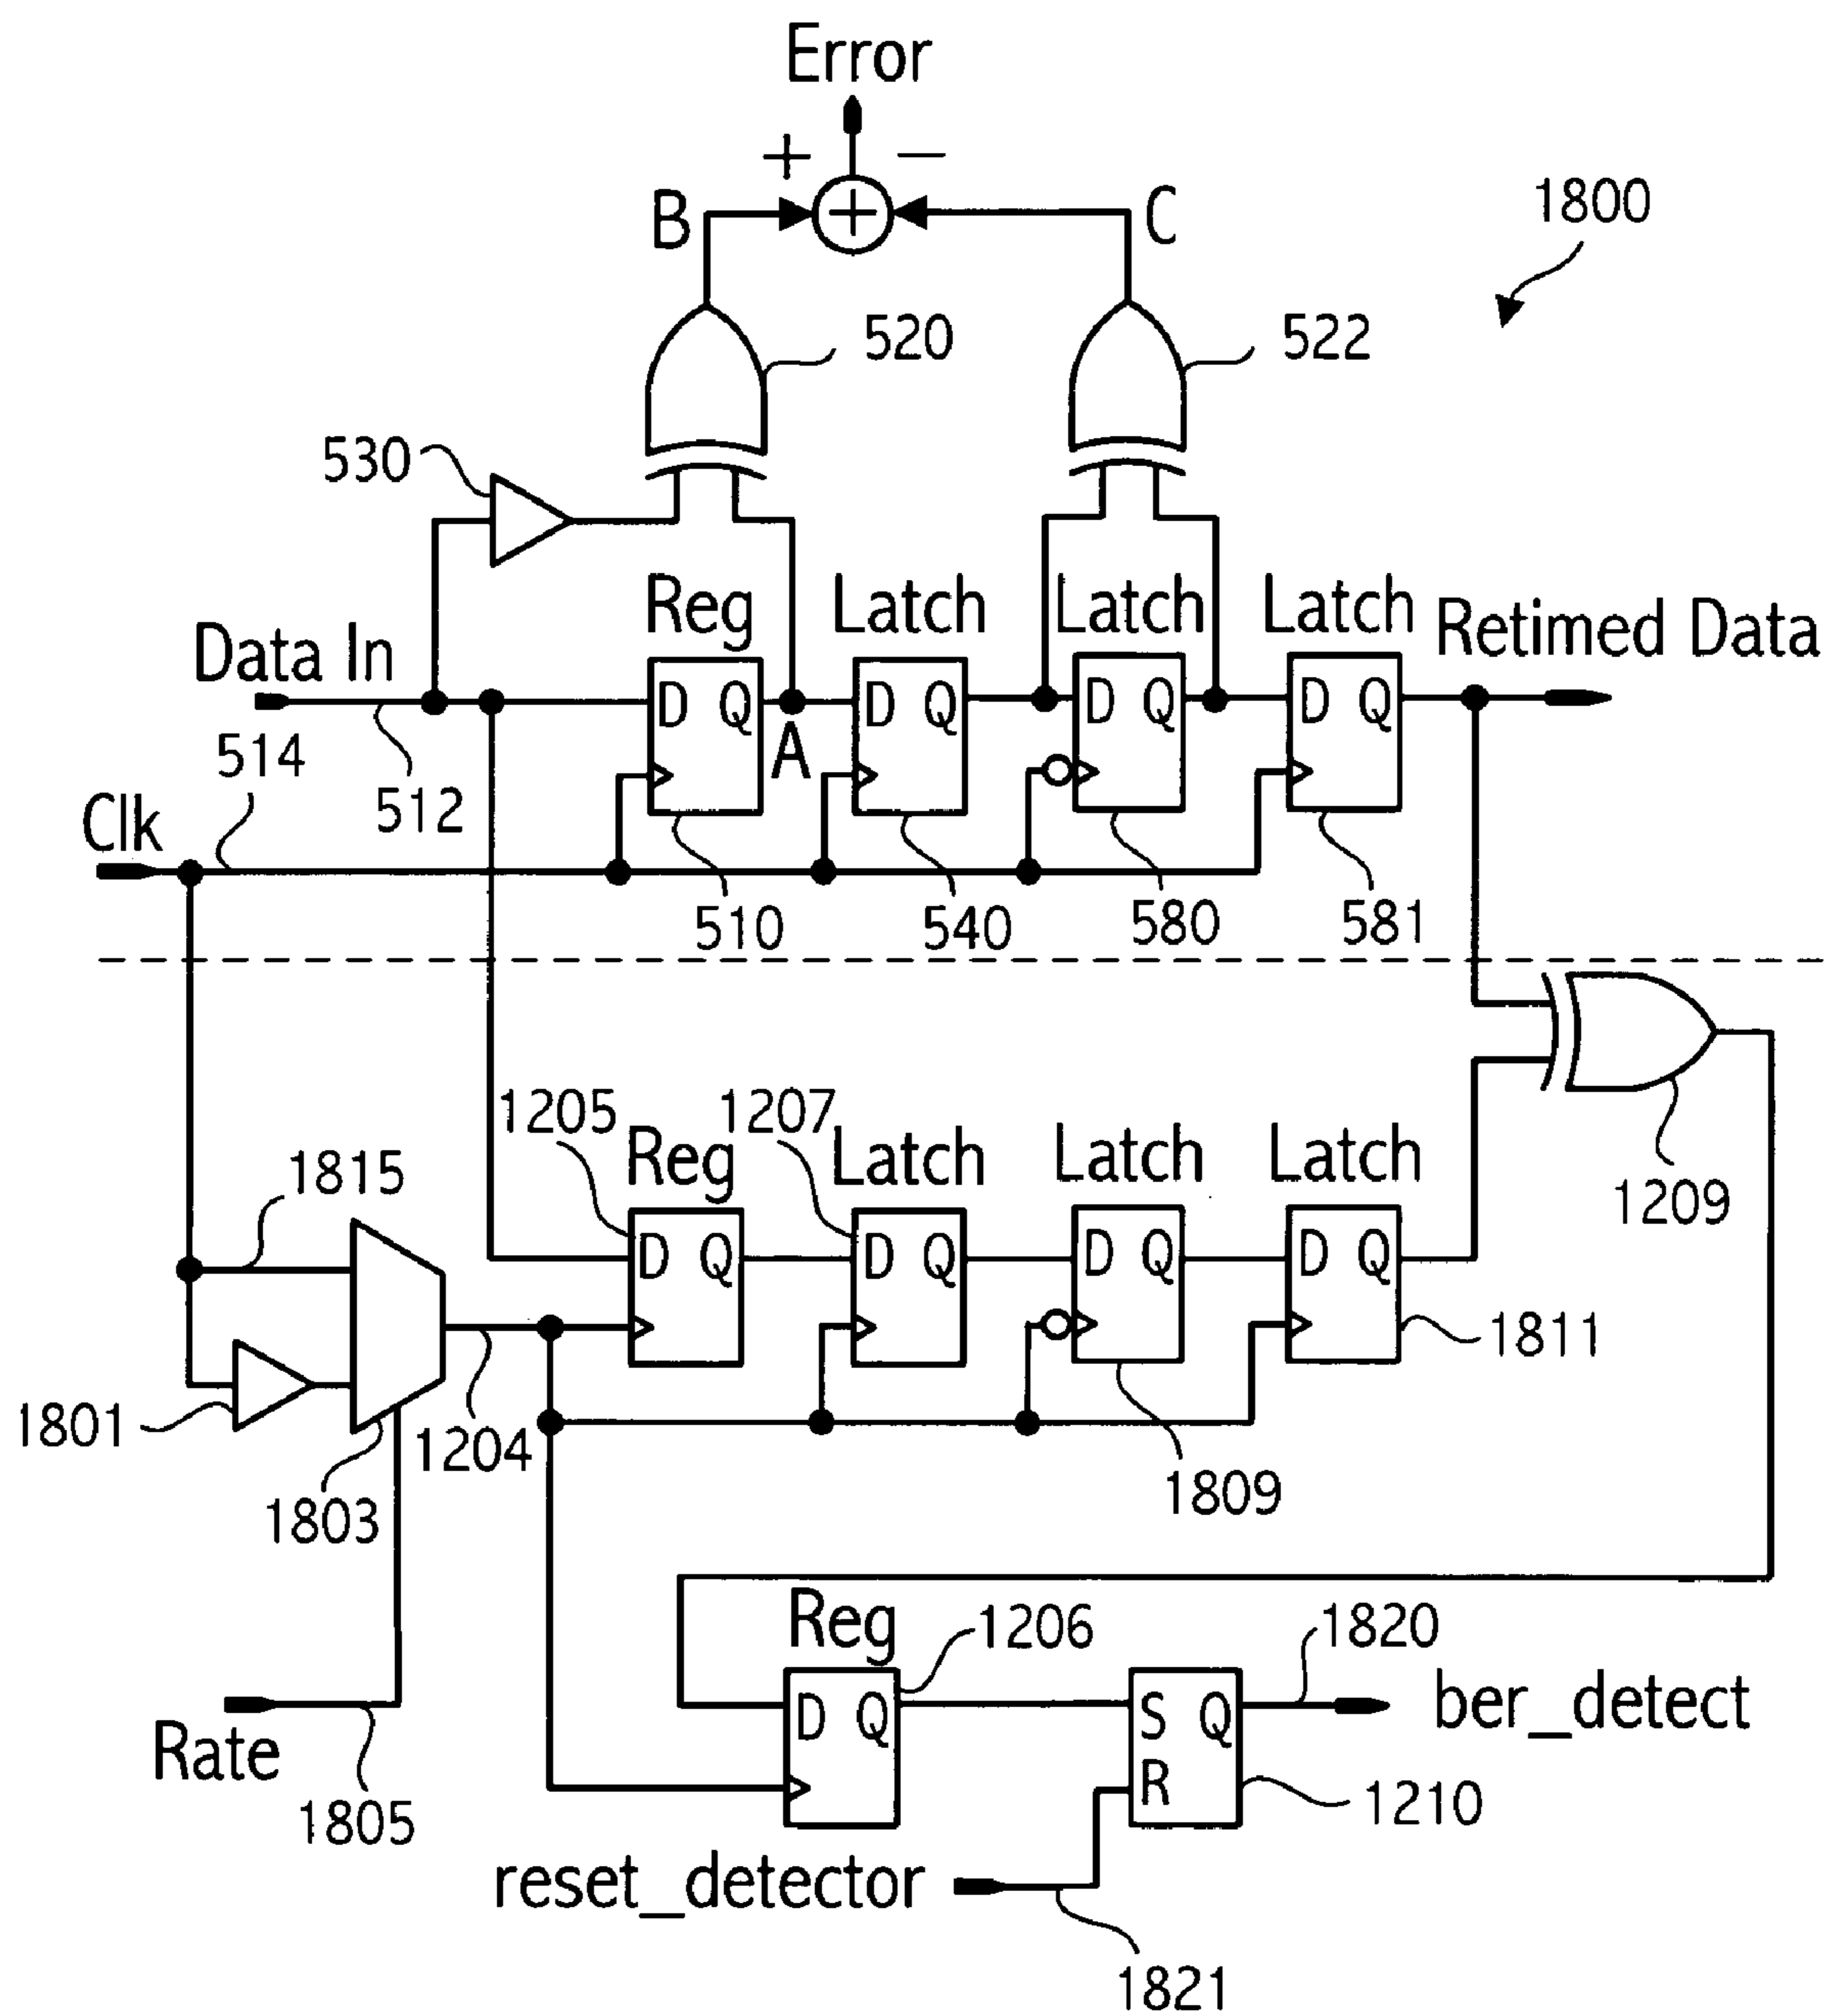 Error
+ −
B + C
1800
520
522
530
Reg Latch Latch Latch
Data In
Retimed Data
D Q D Q D Q D Q
A
514
512
Clk
510
540
580
581
1205
1207
Reg Latch Latch Latch
1209
1815
D Q D Q D Q D Q
1811
1801
1204
1803
1809
Reg
1206
1820
D Q
S Q
R
ber_detect
Rate
1805
1210
reset_detector
1821